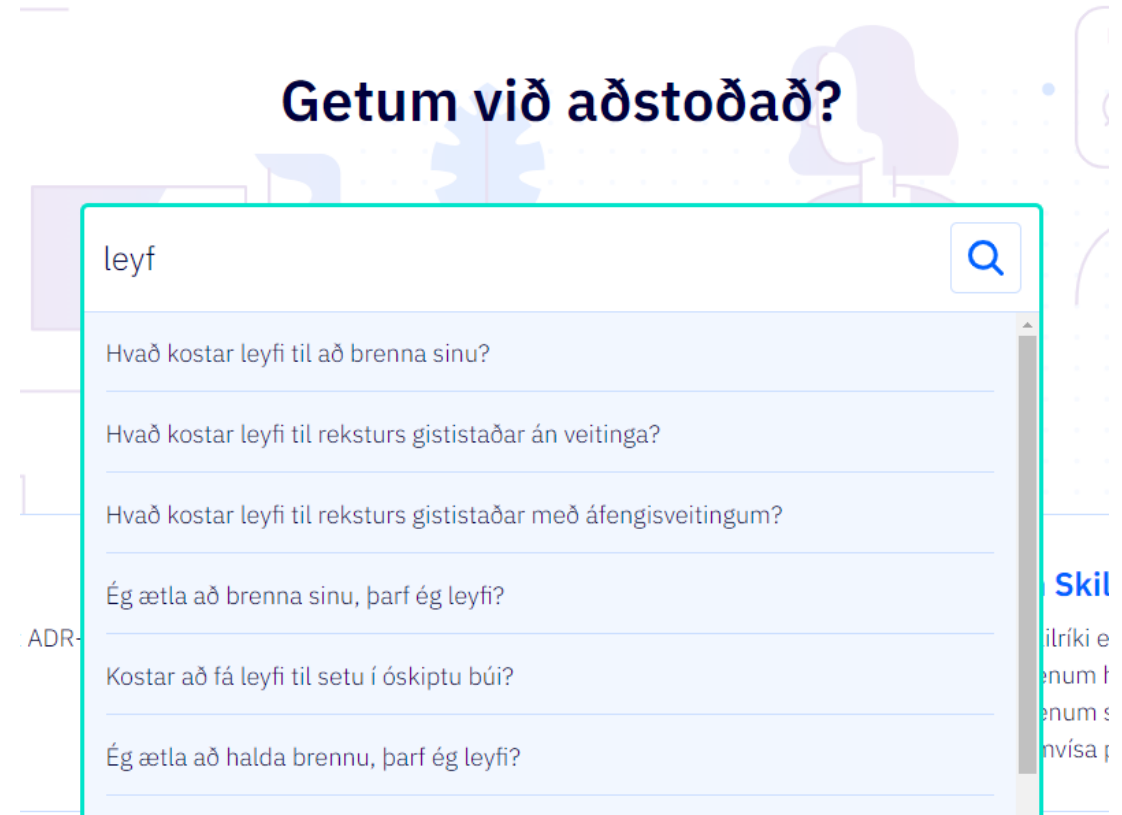 Getum við aðstoðað?
leyf
Hvað kostar leyfi til að brenna sinu?
Hvað kostar leyfi til reksturs gististaðar án veitinga?
Hvað kostar leyfi til reksturs gististaðar með áfengisveitingum?
Ég ætla að brenna sinu, þarf ég leyfi?
Kostar að fá leyfi til setu í óskiptu búi?
Ég ætla að halda brennu, þarf ég leyfi?
ADR-